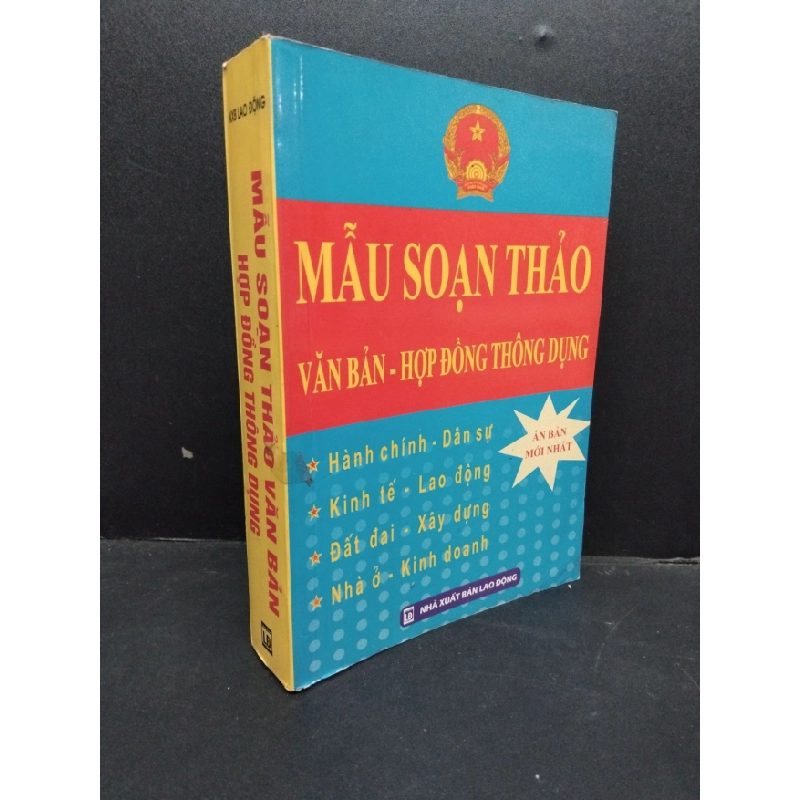 NXB LAO ĐỘNG
MẪU SOẠN THẢO VĂN BẢN
HỢP ĐỒNG THÔNG DỤNG
LĐ
MẪU SOẠN THẢO
VĂN BẢN - HỢP ĐỒNG THÔNG DỤNG
Hành chính - Dân sự
Kinh tế - Lao động
Đất đai - Xây dựng
Nhà ở - Kinh doanh
ẤN BẢN
MỚI NHẤT
LĐ NHÀ XUẤT BẢN LAO ĐỘNG